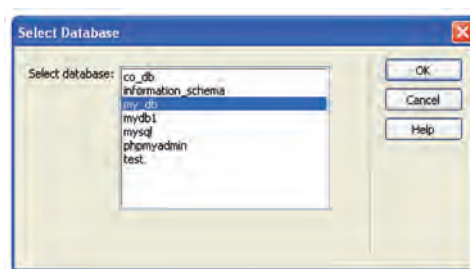 Select Database
Select database:
co_db
information_schema
my_db
mydb1
mysql
phpmyadmin
test
OK
Cancel
Help